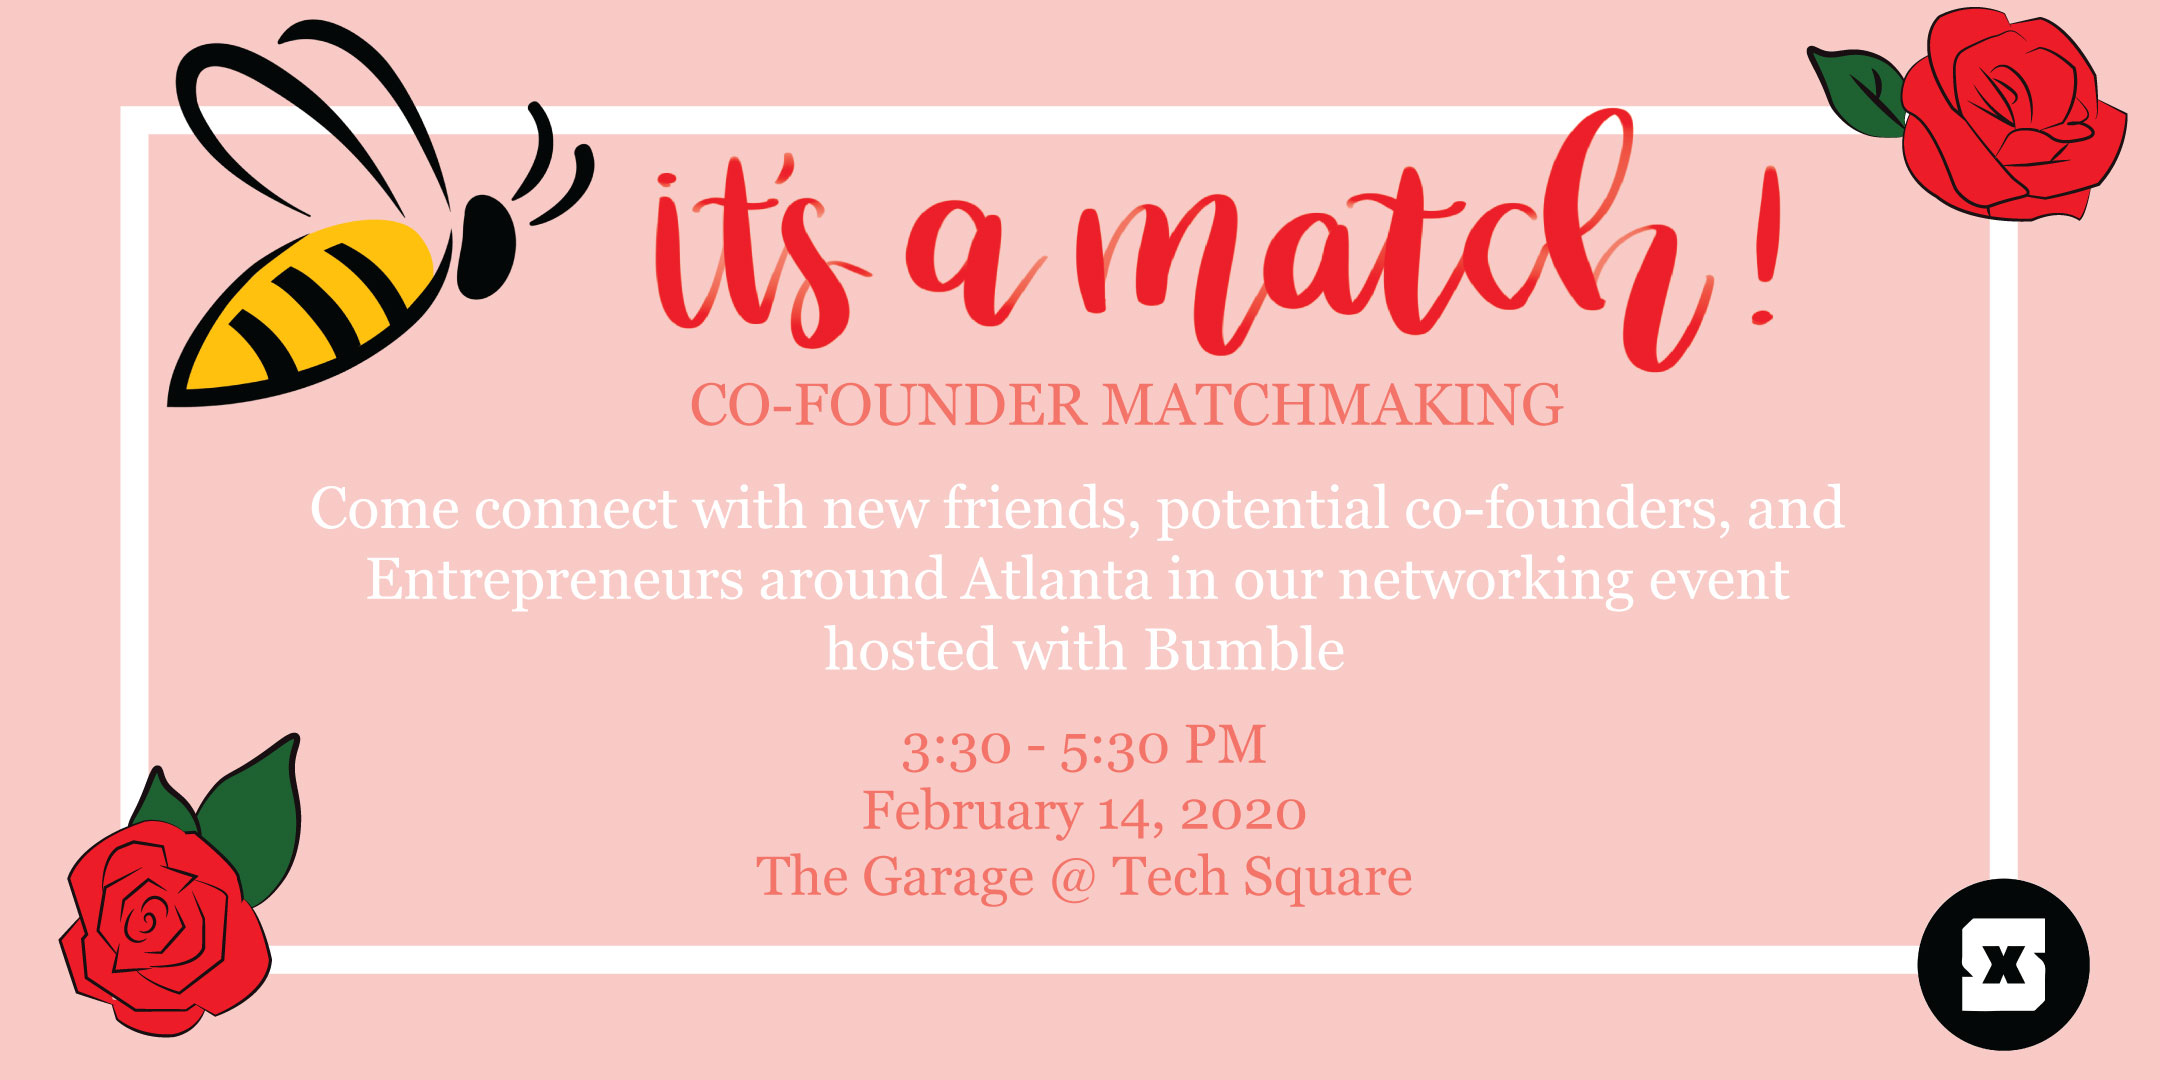 it's a match!
CO-FOUNDER MATCHMAKING
Come connect with new friends, potential co-founders, and
Entrepreneurs around Atlanta in our networking event
hosted with Bumble
3:30 - 5:30 PM
February 14, 2020
The Garage @ Tech Square
SX